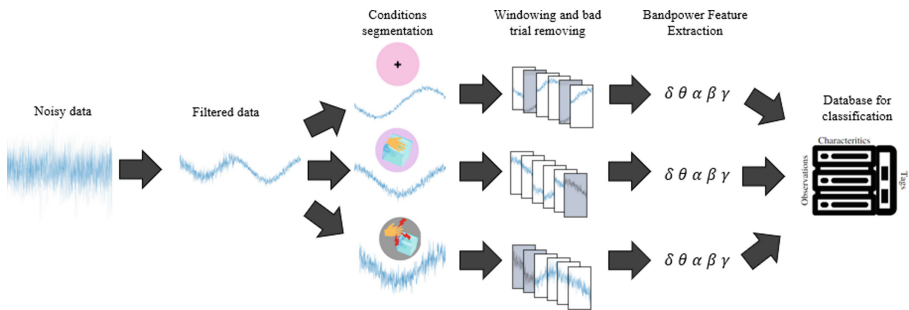 Conditions
segmentation
Windowing and bad
trial removing
Bandpower Feature
Extraction
Noisy data
Filtered data
Database for
classification
δ θ α β γ
δ θ α β γ
δ θ α β γ
Characteritics
Observations
Tags